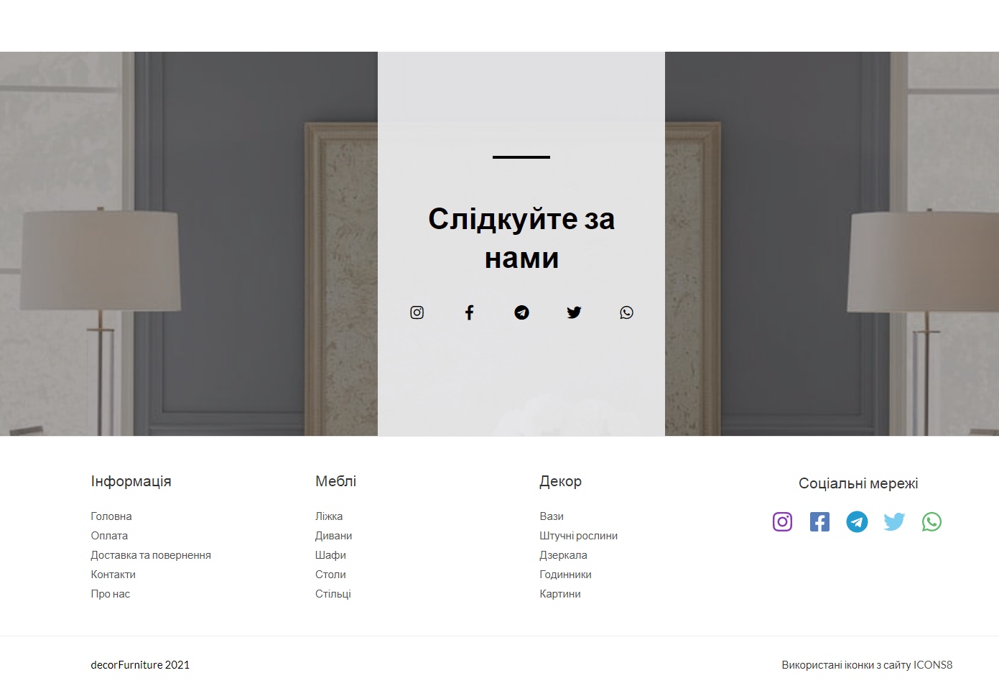 Слідкуйте за
нами
Інформація
Головна
Оплата
Доставка та повернення
Контакти
Про нас
Меблі
Ліжка
Дивани
Шафи
Столи
Стільці
Декор
Вази
Штучні рослини
Дзеркала
Годинники
Картини
Соціальні мережі
decorFurniture 2021
Використані іконки з сайту ICONS8